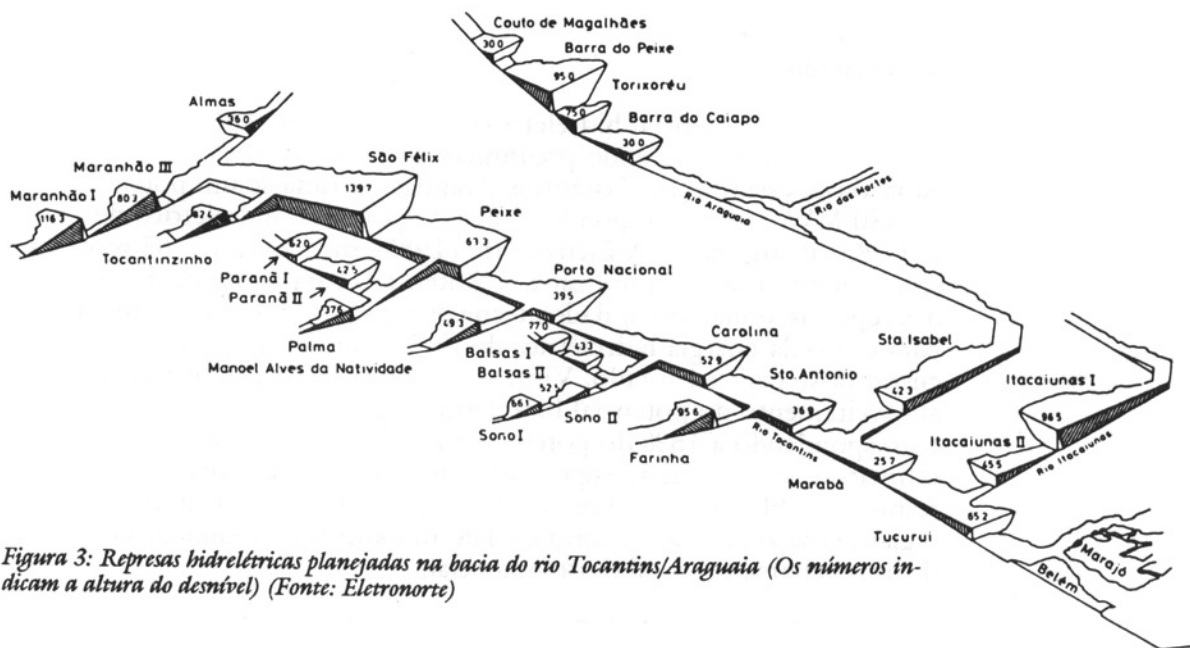 Couto de Magalhães
300
Barra do Peixe
950
Torixoréu
750
Barra do Caiapo
300
Almas
360
Maranhão III
São Félix
Maranhão I
803
1397
1163
824
Peixe
Tocantinzinho
673
620
Rio Araguaia
Rio das Mortes
Paranã I
425
Porto Nacional
Paranã II
376
395
493
770
Carolina
Sta. Isabel
Palma
Balsas I
433
Manoel Alves da Natividade
Balsas II
529
Sto. Antonio
Itacaiunas I
525
423
661
Sono II
956
369
965
Sono I
Rio Tocantins
Itacaiunas II
Farinha
257
455
Rio Itacaiunas
Marabá
652
Tucurui
Marajó
Belém
Figura 3: Represas hidrelétricas planejadas na bacia do rio Tocantins/Araguaia (Os números in-
dicam a altura do desnível) (Fonte: Eletronorte)